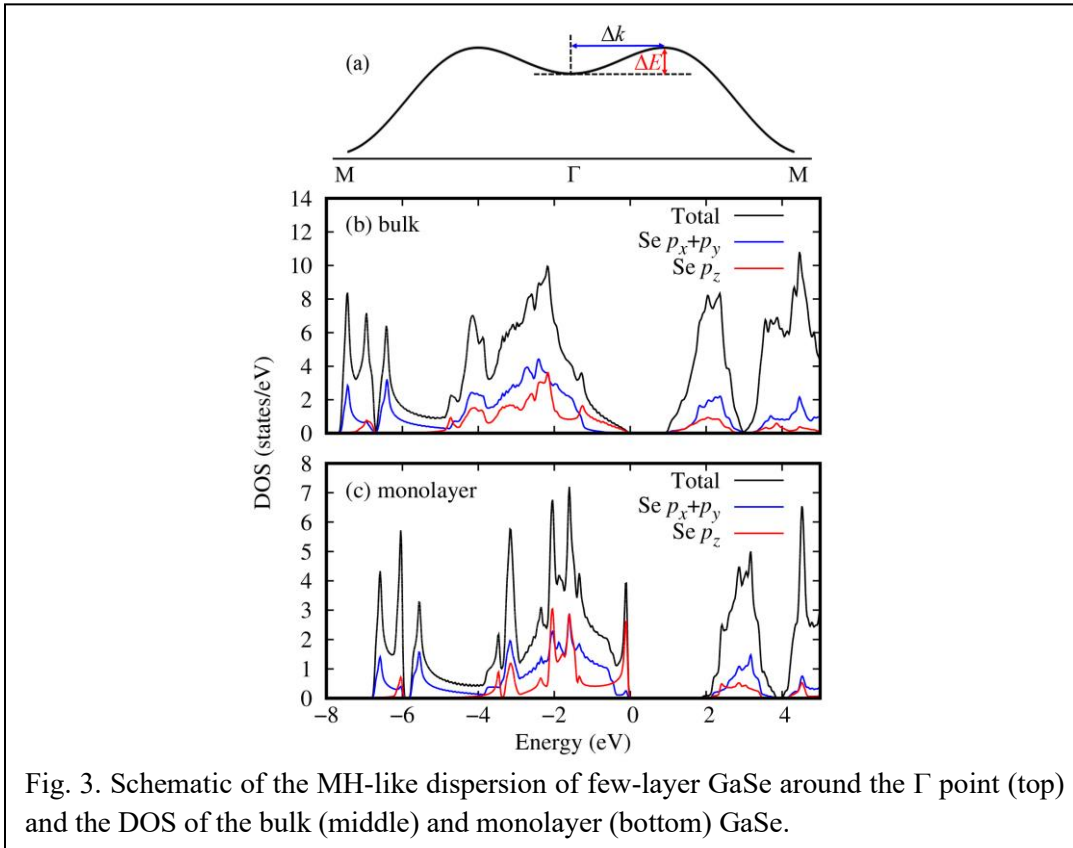 (a)
Δk
ΔE
M Γ M
(b) bulk
Total
Se pₓ+p_y
Se p_z
14
12
10
8
6
4
2
0
DOS (states/eV)
(c) monolayer
Total
Se pₓ+p_y
Se p_z
8
7
6
5
4
3
2
1
0
−8 −6 −4 −2 0 2 4
Energy (eV)
Fig. 3. Schematic of the MH-like dispersion of few-layer GaSe around the Γ point (top)
and the DOS of the bulk (middle) and monolayer (bottom) GaSe.